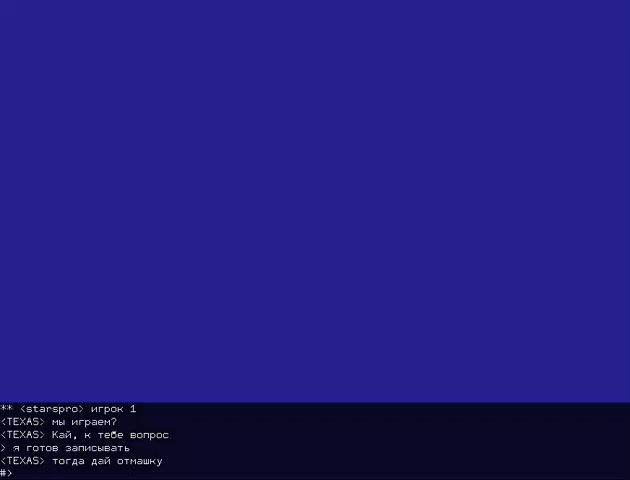 ** <starspro> игрок 1
<TEXAS> мы играем?
<TEXAS> Кай, к тебе вопрос
> я готов записывать
<TEXAS> тогда дай отмашку
#>